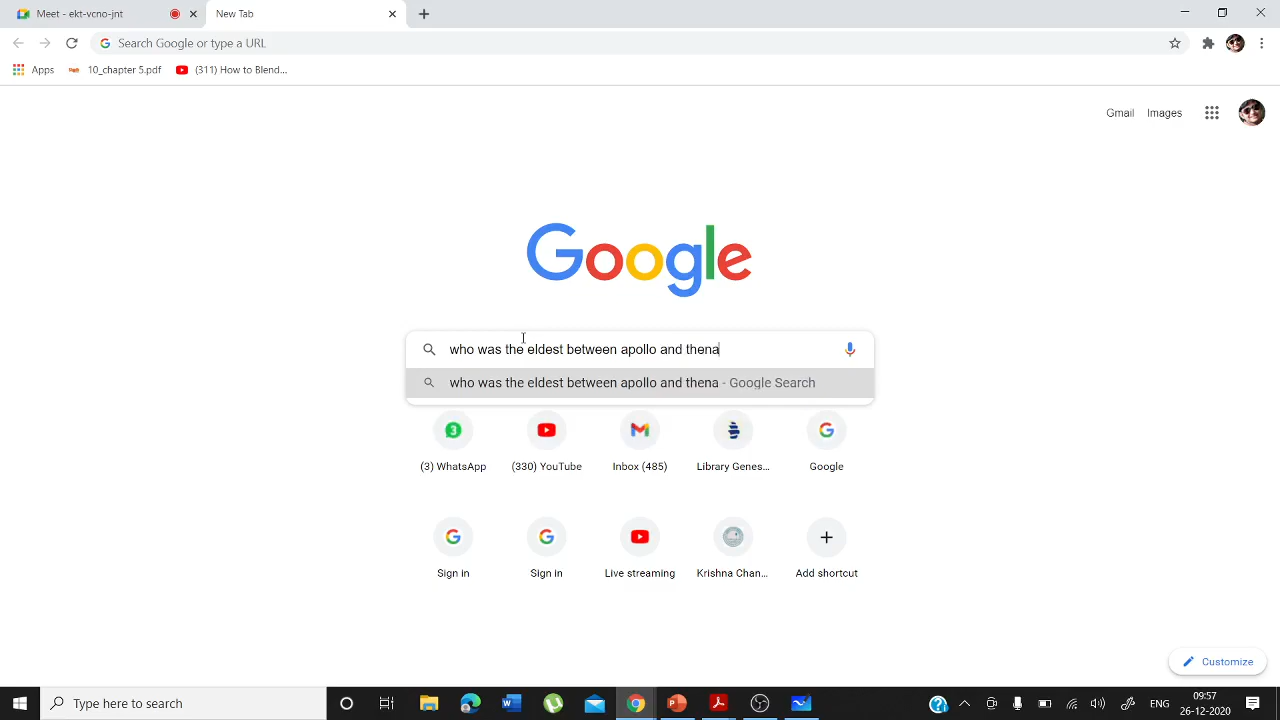 Meet - ekt-vcno-jnt
New Tab
Search Google or type a URL
Apps
10_chapter 5.pdf
(311) How to Blend...
Gmail
Images
Google
who was the eldest between apollo and thena
who was the eldest between apollo and thena - Google Search
3
(3) WhatsApp
(330) YouTube
Inbox (485)
Library Genes...
Google
Sign in
Sign in
Live streaming
Krishna Chan...
Add shortcut
Customize
Type here to search
ENG
09:57
26-12-2020